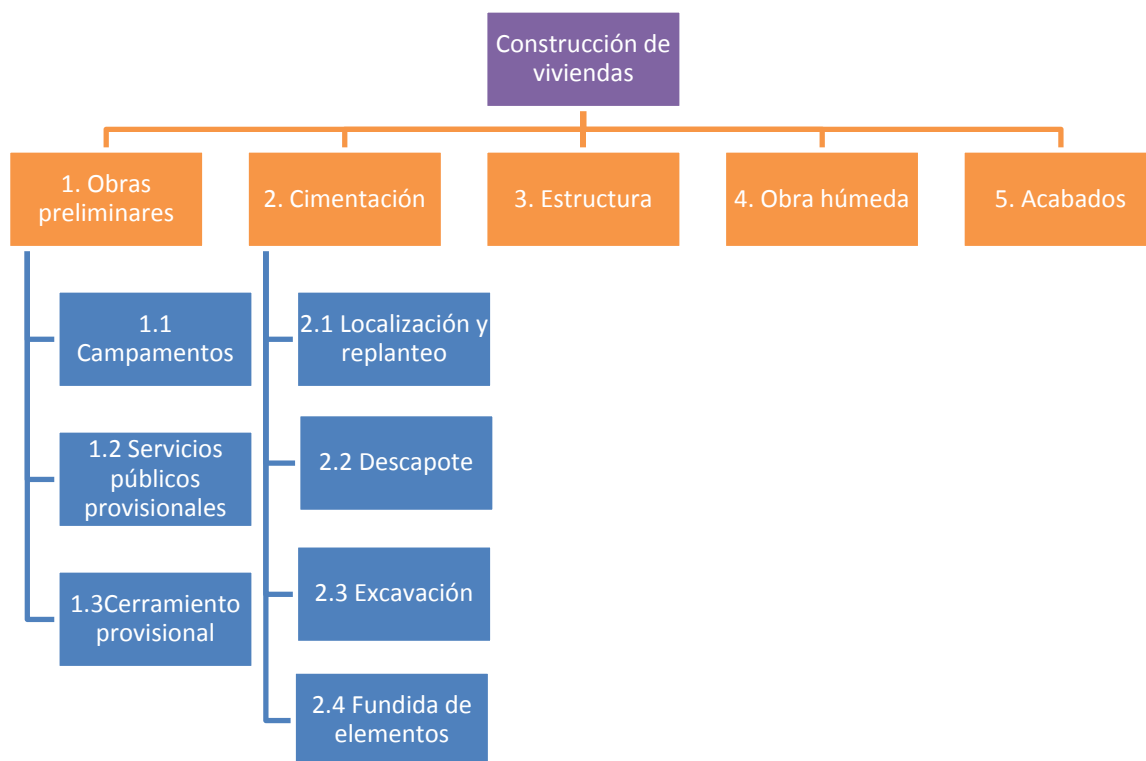 Construcción de
viviendas
1. Obras
preliminares
2. Cimentación
3. Estructura
4. Obra húmeda
5. Acabados
1.1
Campamentos
1.2 Servicios
públicos
provisionales
1.3Cerramiento
provisional
2.1 Localización y
replanteo
2.2 Descapote
2.3 Excavación
2.4 Fundida de
elementos